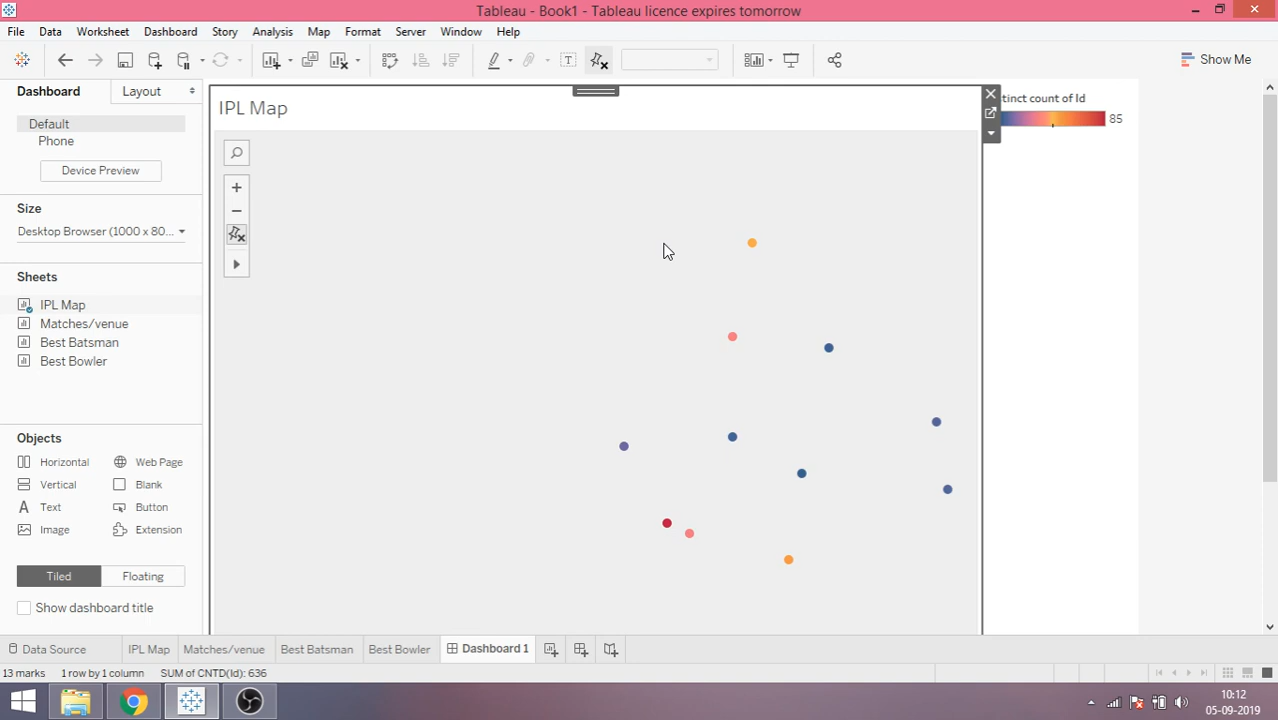 Tableau - Book1 - Tableau licence expires tomorrow
File Data Worksheet Dashboard Story Analysis Map Format Server Window Help
Show Me
Dashboard Layout
Default
Phone
Device Preview
Size
Desktop Browser (1000 x 80...
Sheets
IPL Map
Matches/venue
Best Batsman
Best Bowler
Objects
Horizontal Web Page
Vertical Blank
Text Button
Image Extension
Tiled Floating
Show dashboard title
IPL Map
tinct count of Id
85
Data Source IPL Map Matches/venue Best Batsman Best Bowler Dashboard 1
13 marks 1 row by 1 column SUM of CNTD(Id): 636
10:12
05-09-2019